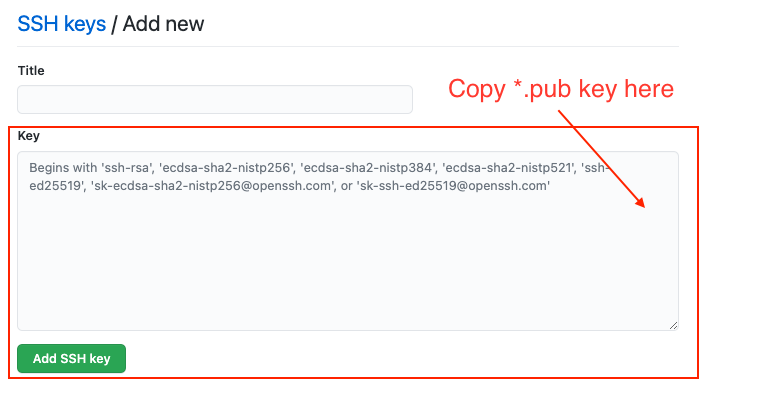 SSH keys / Add new
Title
Copy *.pub key here
Key
Begins with 'ssh-rsa', 'ecdsa-sha2-nistp256', 'ecdsa-sha2-nistp384', 'ecdsa-sha2-nistp521', 'ssh-
ed25519', 'sk-ecdsa-sha2-nistp256@openssh.com', or 'sk-ssh-ed25519@openssh.com'
Add SSH key